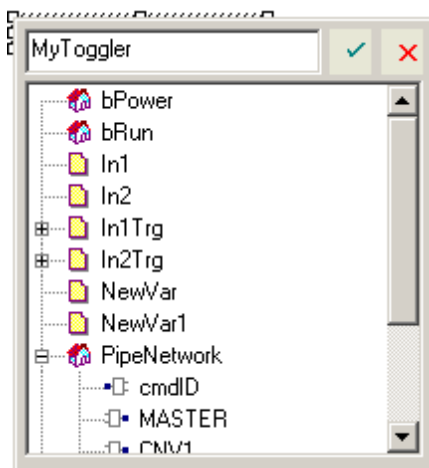 MyToggler
bPower
bRun
In1
In2
In1Trg
In2Trg
NewVar
NewVar1
PipeNetwork
cmdID
MASTER
CNV1